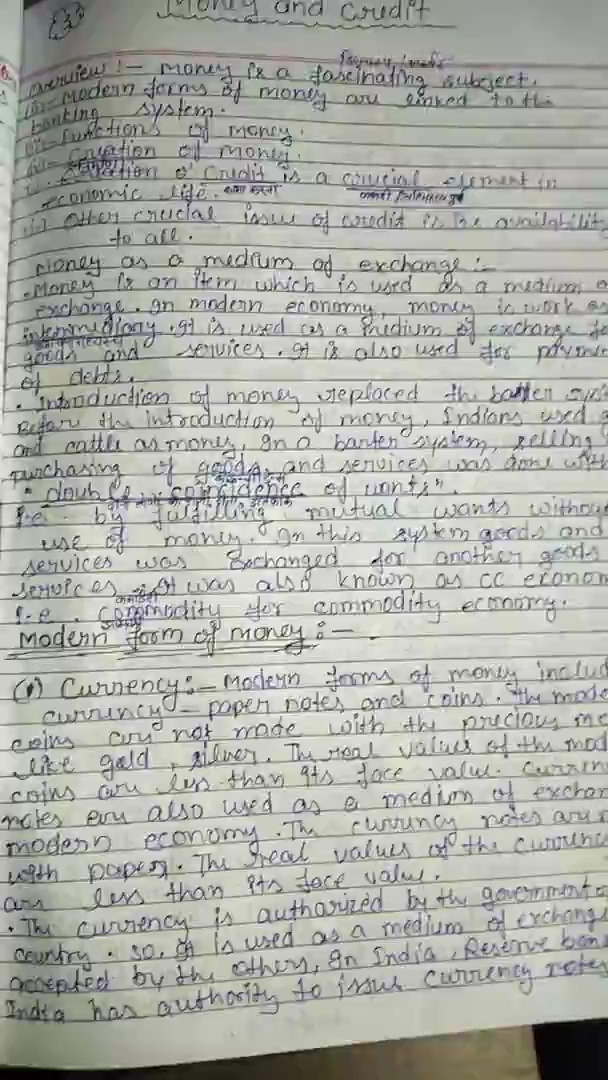 Money and Credit
Overview :- Money is a fascinating subject.
Modern forms of money are linked to the
banking system.
Functions of money.
Creation of money.
Credit is a crucial element in
economic life.
Other crucial issue of credit is the availability
to all.
Money as a medium of exchange :-
• Money is an item which is used as a medium o
exchange. In modern economy, money is work as
intermediary. It is used as a medium of exchange fo
goods and services. It is also used for payme
of debts.
• Introduction of money replaced the barter sys
Before the introduction of money, Indians used g
and cattle as money, In a barter system, selling
purchasing of goods and services was done with
"double coincidence of wants".
i.e. by fulfilling mutual wants without
use of money. In this system goods and
services was exchanged for another goods
services. It was also known as CC econom
i.e. commodity for commodity economy.
Modern form of money :-
(1) Currency :- Modern forms of money includ
currency - paper notes and coins. The mode
coins are not made with the precious me
like gold, silver. The real values of the mod
coins are less than its face value. Curren
notes are also used as a medium of exchan
modern economy. The currency notes are
with paper. The real values of the currenc
are less than its face value.
• The currency is authorized by the government o
country. So, it is used as a medium of exchange
accepted by the others, In India, Reserve ban
India has authority to issue currency notes